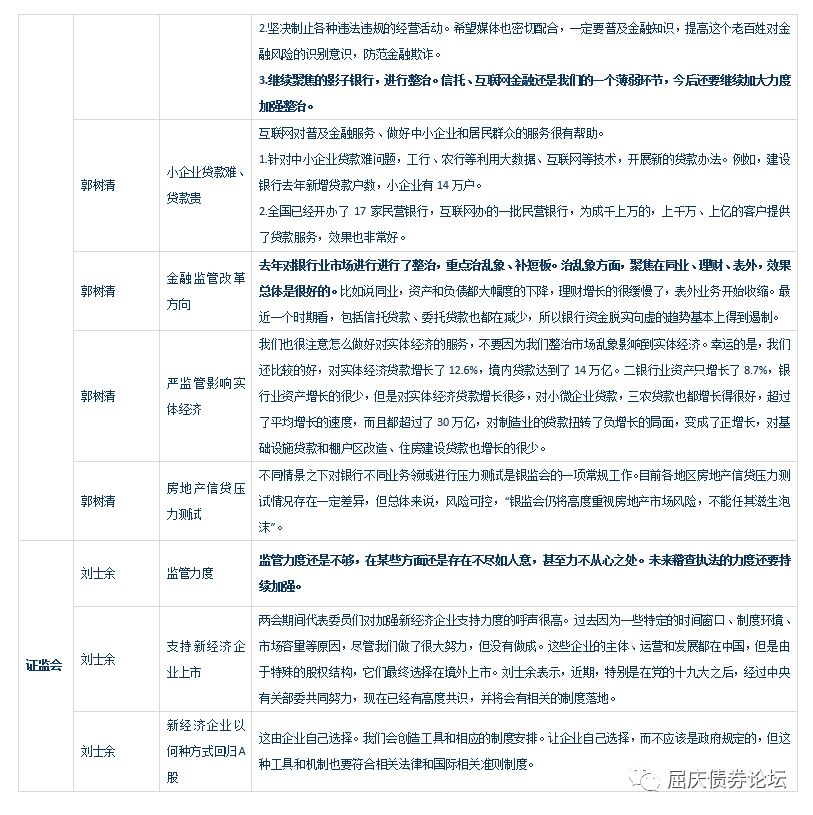 2.坚决制止各种违法违规的经营活动。希望媒体也密切配合，一定要普及金融知识，提高这个老百姓对金
融风险的识别意识，防范金融欺诈。
3.继续聚焦的影子银行，进行整治。信托、互联网金融还是我们的一个薄弱环节，今后还要继续加大力度
加强整治。
郭树清
小企业贷款难、
贷款贵
互联网对普及金融服务、做好中小企业和居民群众的服务很有帮助。
1.针对中小企业贷款难问题，工行、农行等利用大数据、互联网等技术，开展新的贷款办法。例如，建设
银行去年新增贷款户数，小企业有 14 万户。
2.全国已经开办了 17 家民营银行，互联网办的一批民营银行，为成千上万的，上千万、上亿的客户提供
了贷款服务，效果也非常好。
郭树清
金融监管改革
方向
去年对银行业市场进行进行了整治，重点治乱象、补短板。治乱象方面，聚焦在同业、理财、表外，效果
总体是很好的。比如说同业，资产和负债都大幅度的下降，理财增长的很缓慢了，表外业务开始收缩。最
近一个时期看，包括信托贷款、委托贷款也都在减少，所以银行资金脱实向虚的趋势基本上得到遏制。
郭树清
严监管影响实
体经济
我们也很注意怎么做好对实体经济的服务，不要因为我们整治市场乱象影响到实体经济。幸运的是，我们
还比较的好，对实体经济贷款增长了 12.6%，境内贷款达到了 14 万亿。二银行业资产只增长了 8.7%，银
行业资产增长的很少，但是对实体经济贷款增长很多，对小微企业贷款，三农贷款也都增长得很好，超过
了平均增长的速度，而且都超过了 30 万亿，对制造业的贷款扭转了负增长的局面，变成了正增长，对基
础设施贷款和棚户区改造、住房建设贷款也增长的很少。
郭树清
房地产信贷压
力测试
不同情景之下对银行不同业务领域进行压力测试是银监会的一项常规工作。目前各地区房地产信贷压力测
试情况存在一定差异，但总体来说，风险可控，“银监会仍将高度重视房地产市场风险，不能任其滋生泡
沫”。
证监会
刘士余
监管力度
监管力度还是不够，在某些方面还是存在不尽如人意，甚至力不从心之处。未来稽查执法的力度还要持
续加强。
刘士余
支持新经济企
业上市
两会期间代表委员们对加强新经济企业支持力度的呼声很高。过去因为一些特定的时间窗口、制度环境、
市场容量等原因，尽管我们做了很大努力，但没有做成。这些企业的主体、运营和发展都在中国，但是由
于特殊的股权结构，它们最终选择在境外上市。刘士余表示，近期，特别是在党的十九大之后，经过中央
有关部委共同努力，现在已经有高度共识，并将会有相关的制度落地。
刘士余
新经济企业以
何种方式回归A
股
这由企业自己选择。我们会创造工具和相应的制度安排。让企业自己选择，而不应该是政府规定的，但这
种工具和机制也要符合相关法律和国际相关准则制度。
屈庆债券论坛